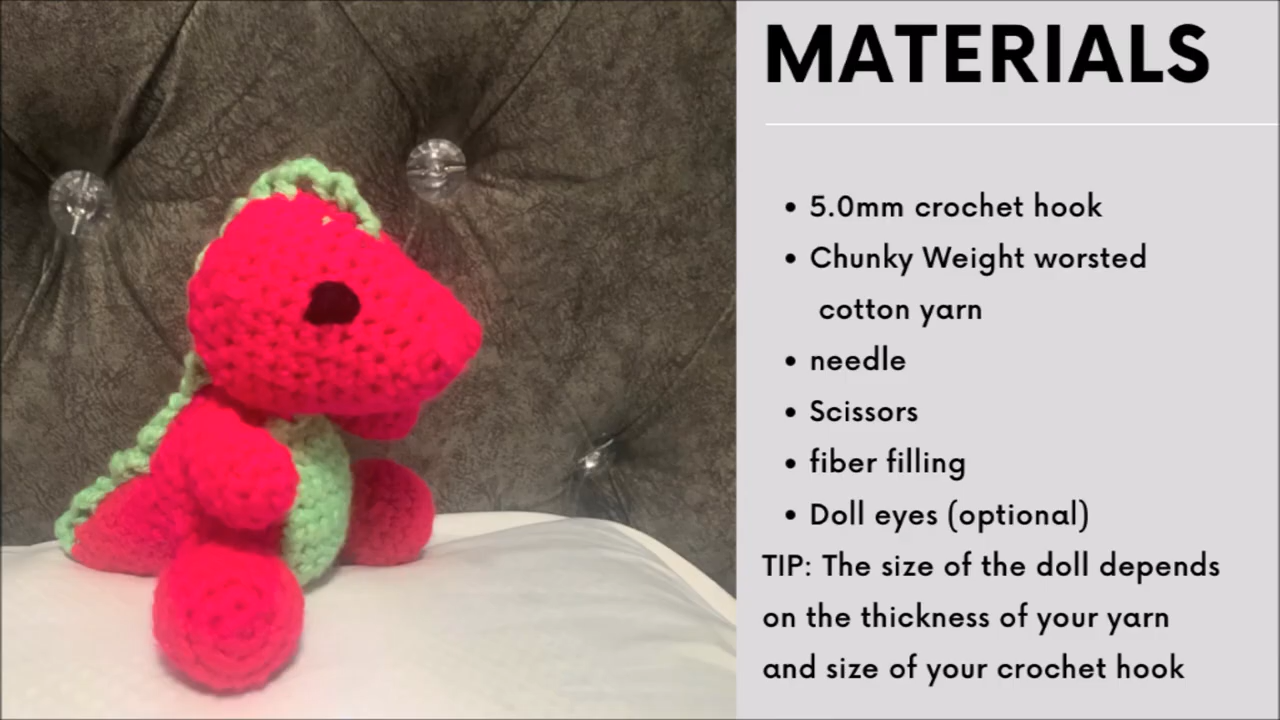 MATERIALS
• 5.0mm crochet hook
• Chunky Weight worsted
cotton yarn
• needle
• Scissors
• fiber filling
• Doll eyes (optional)
TIP: The size of the doll depends
on the thickness of your yarn
and size of your crochet hook